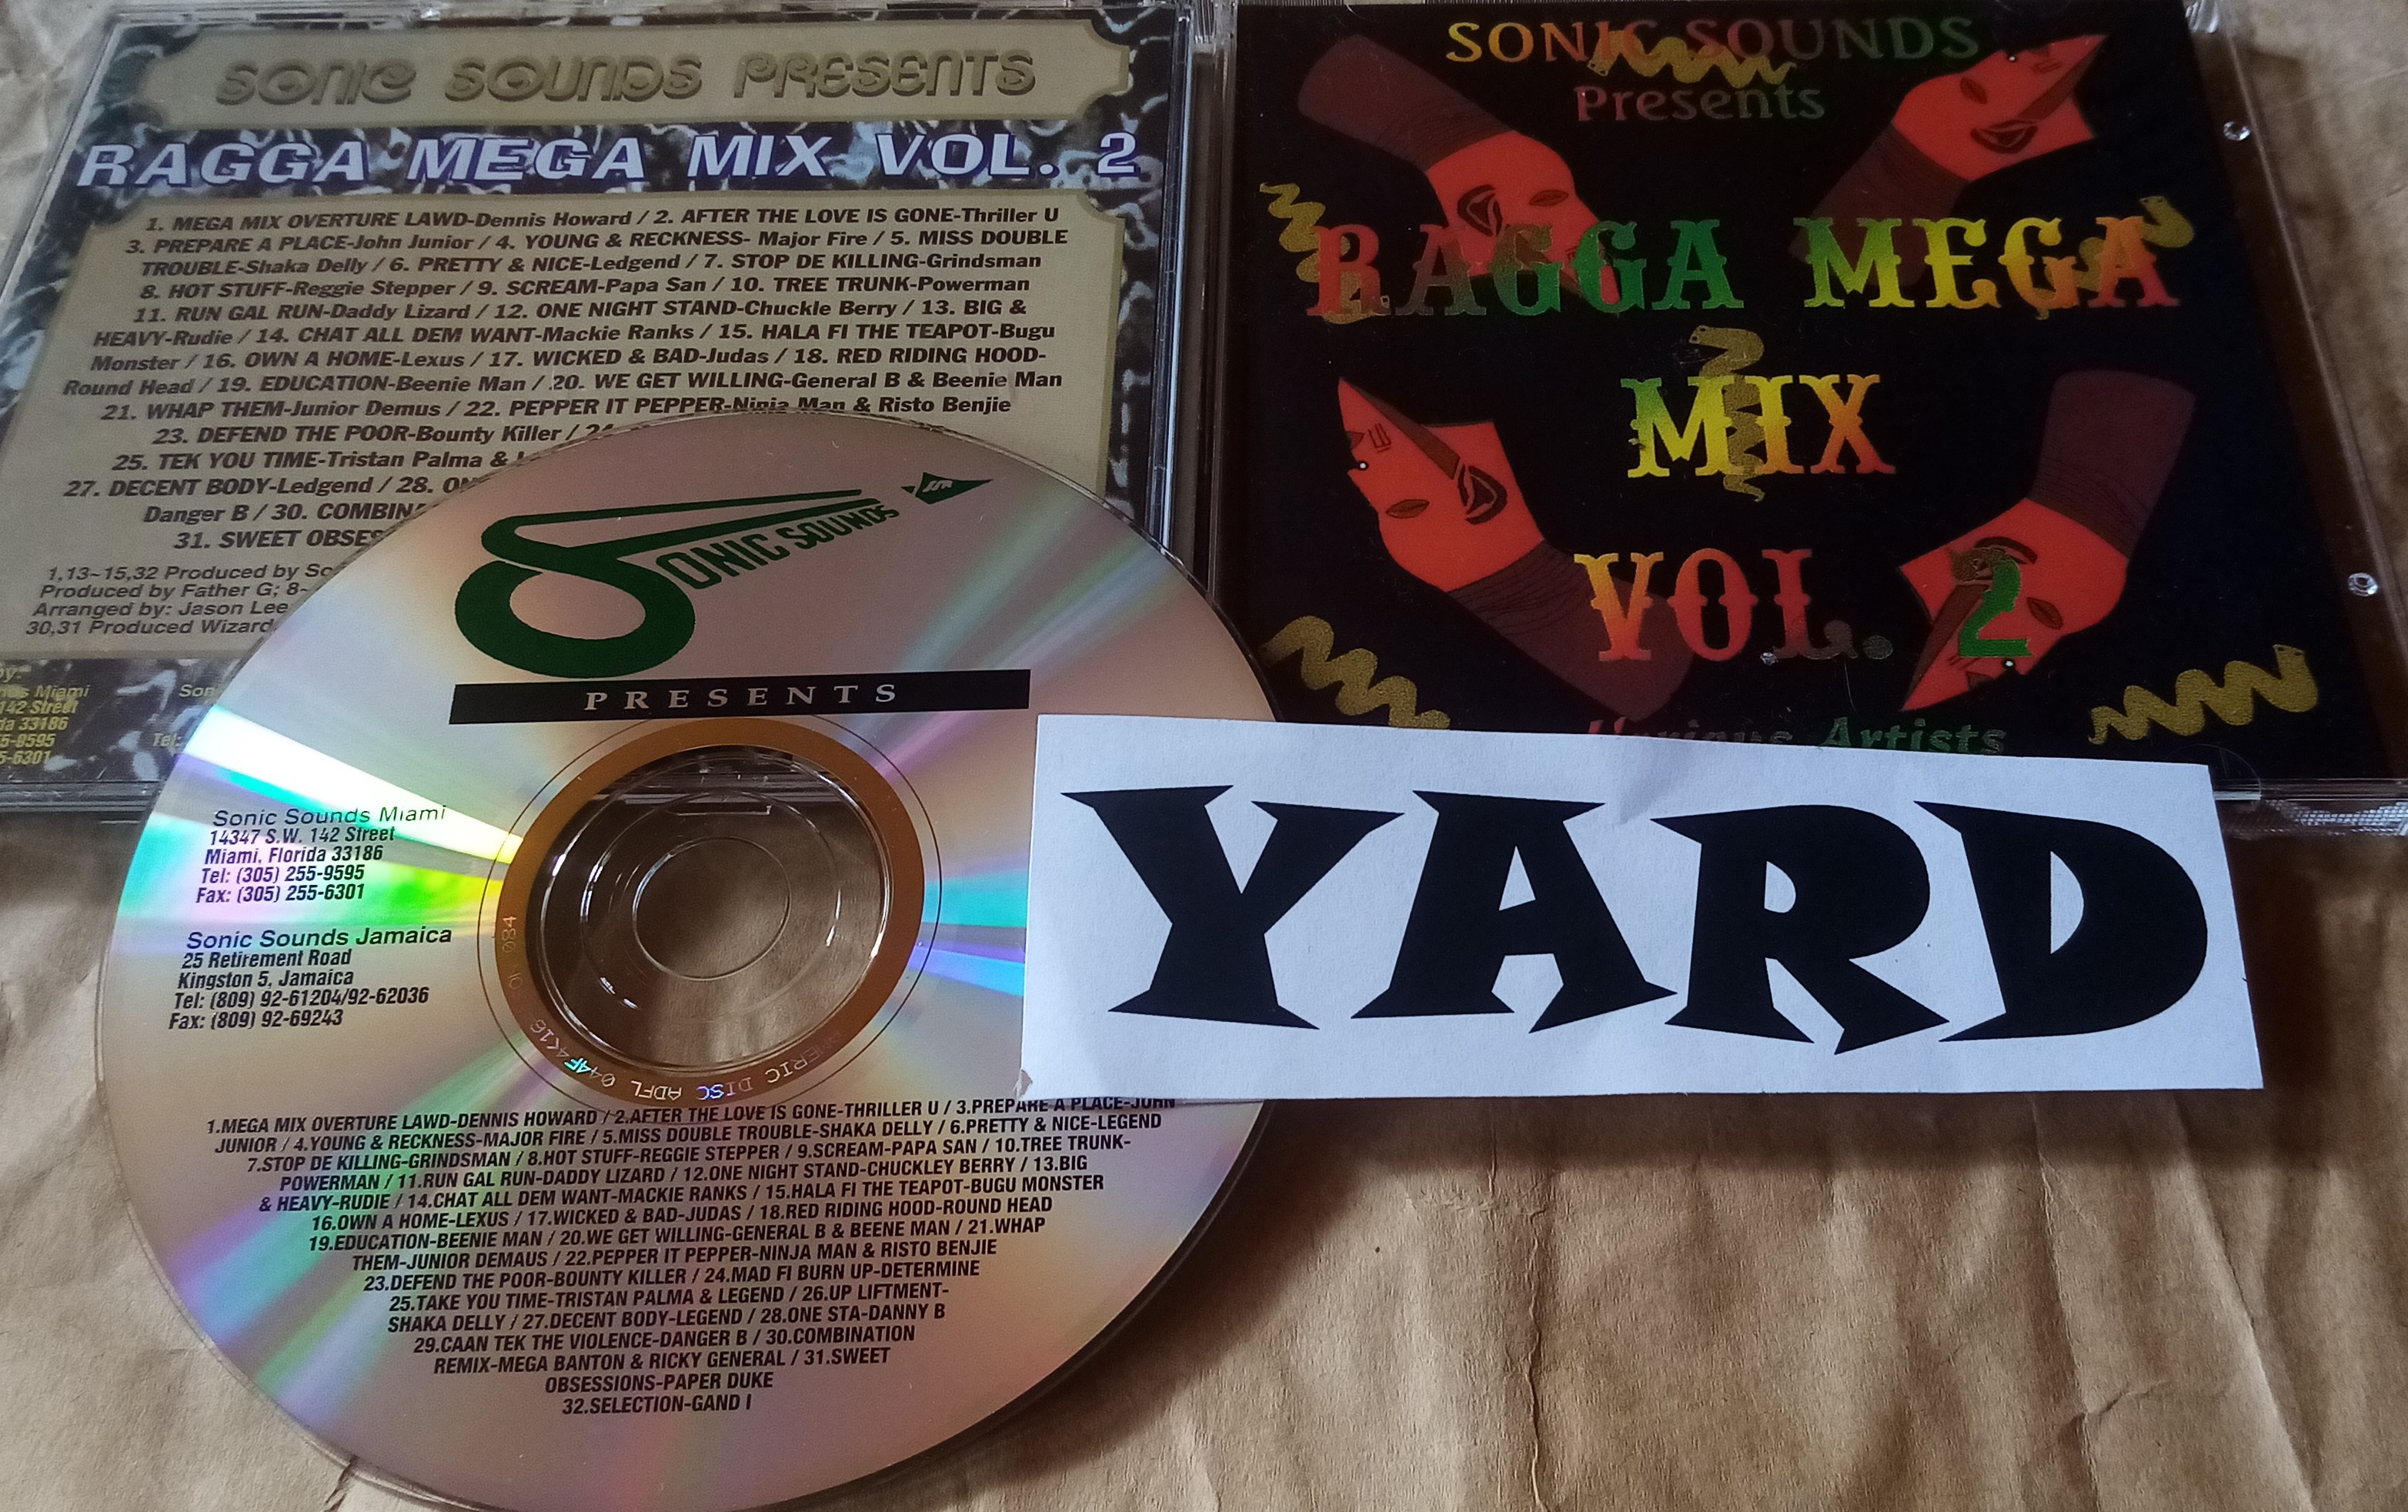 SONIC SOUNDS PRESENTS
RAGGA MEGA MIX VOL. 2
1. MEGA MIX OVERTURE LAWD-Dennis Howard / 2. AFTER THE LOVE IS GONE-Thriller U
3. PREPARE A PLACE-John Junior / 4. YOUNG & RECKNESS- Major Fire / 5. MISS DOUBLE
TROUBLE-Shaka Delly / 6. PRETTY & NICE-Ledgend / 7. STOP DE KILLING-Grindsman
8. HOT STUFF-Reggie Stepper / 9. SCREAM-Papa San / 10. TREE TRUNK-Powerman
11. RUN GAL RUN-Daddy Lizard / 12. ONE NIGHT STAND-Chuckle Berry / 13. BIG &
HEAVY-Rudie / 14. CHAT ALL DEM WANT-Mackie Ranks / 15. HALA FI THE TEAPOT-Bugu
Monster / 16. OWN A HOME-Lexus / 17. WICKED & BAD-Judas / 18. RED RIDING HOOD-
Round Head / 19. EDUCATION-Beenie Man / 20. WE GET WILLING-General B & Beenie Man
21. WHAP THEM-Junior Demus / 22. PEPPER IT PEPPER-Ninja Man & Risto Benjie
23. DEFEND THE POOR-Bounty Killer / 24.
25. TEK YOU TIME-Tristan Palma &
27. DECENT BODY-Ledgend / 28.
Danger B / 30.
31. SWEET
1,13~15,32 Produced by
Produced by Father G; 8~
Arranged by: Jason Lee
30,31 Produced Wizard
Miami
142 Street
33186
5-9595
5-6301
Tel:
SONIC SOUNDS
Presents
RAGGA MEGA
MIX
VOL. 2
Various Artists
SONIC SOUNDS
PRESENTS
Sonic Sounds Miami
14347 S.W. 142 Street
Miami, Florida 33186
Tel: (305) 255-9595
Fax: (305) 255-6301
Sonic Sounds Jamaica
25 Retirement Road
Kingston 5, Jamaica
Tel: (809) 92-61204/92-62036
Fax: (809) 92-69243
DISC ADFL 044F4K16
YARD
1.MEGA MIX OVERTURE LAWD-DENNIS HOWARD / 2.AFTER THE LOVE IS GONE-THRILLER U / 3.PREPARE A PLACE-JOHN
JUNIOR / 4.YOUNG & RECKNESS-MAJOR FIRE / 5.MISS DOUBLE TROUBLE-SHAKA DELLY / 6.PRETTY & NICE-LEGEND
7.STOP DE KILLING-GRINDSMAN / 8.HOT STUFF-REGGIE STEPPER / 9.SCREAM-PAPA SAN / 10.TREE TRUNK-
POWERMAN / 11.RUN GAL RUN-DADDY LIZARD / 12.ONE NIGHT STAND-CHUCKLEY BERRY / 13.BIG
& HEAVY-RUDIE / 14.CHAT ALL DEM WANT-MACKIE RANKS / 15.HALA FI THE TEAPOT-BUGU MONSTER
16.OWN A HOME-LEXUS / 17.WICKED & BAD-JUDAS / 18.RED RIDING HOOD-ROUND HEAD
19.EDUCATION-BEENIE MAN / 20.WE GET WILLING-GENERAL B & BEENE MAN / 21.WHAP
THEM-JUNIOR DEMAUS / 22.PEPPER IT PEPPER-NINJA MAN & RISTO BENJIE
23.DEFEND THE POOR-BOUNTY KILLER / 24.MAD FI BURN UP-DETERMINE
25.TAKE YOU TIME-TRISTAN PALMA & LEGEND / 26.UP LIFTMENT-
SHAKA DELLY / 27.DECENT BODY-LEGEND / 28.ONE STA-DANNY B
29.CAAN TEK THE VIOLENCE-DANGER B / 30.COMBINATION
REMIX-MEGA BANTON & RICKY GENERAL / 31.SWEET
OBSESSIONS-PAPER DUKE
32.SELECTION-GAND I